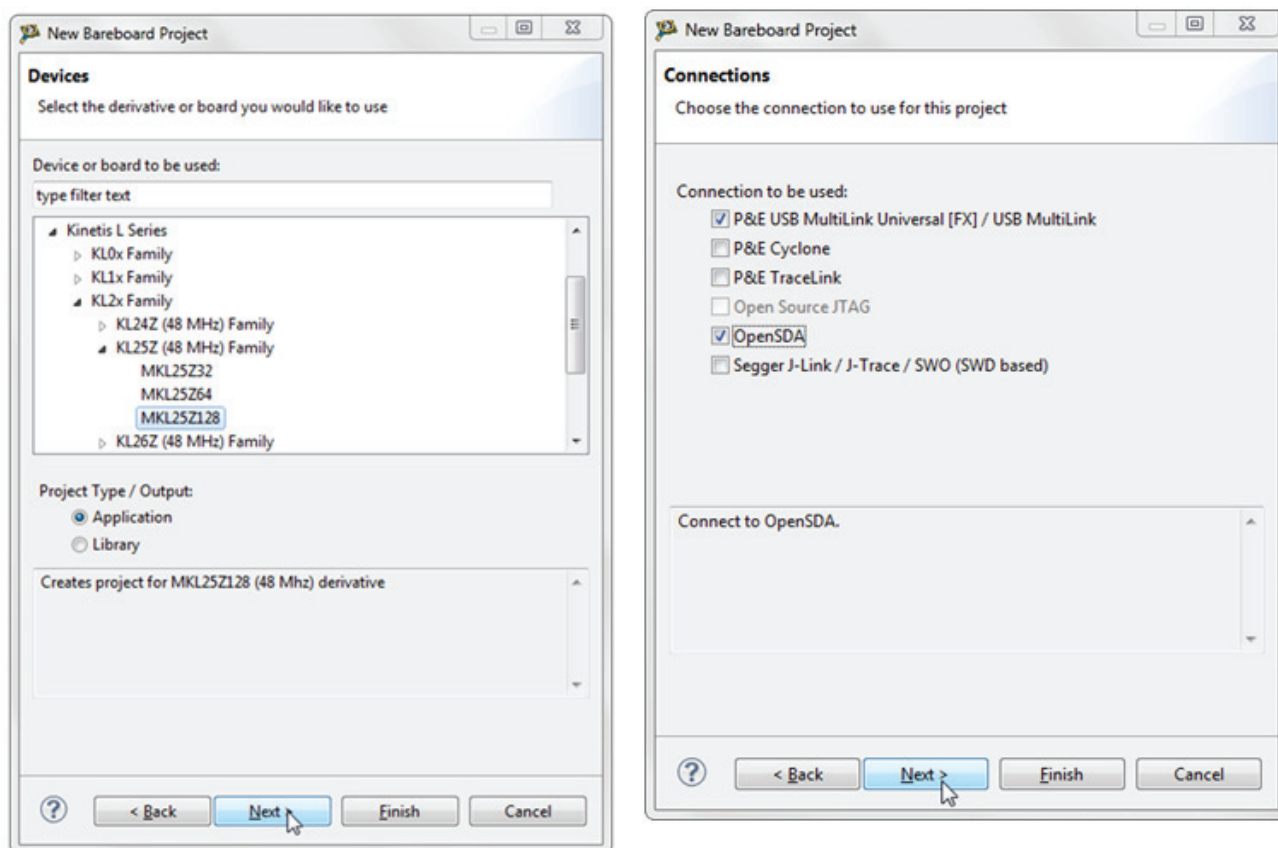 New Bareboard Project
Devices
Select the derivative or board you would like to use
Device or board to be used:
type filter text
Kinetis L Series
KL0x Family
KL1x Family
KL2x Family
KL24Z (48 MHz) Family
KL25Z (48 MHz) Family
MKL25Z32
MKL25Z64
MKL25Z128
KL26Z (48 MHz) Family
Project Type / Output:
Application
Library
Creates project for MKL25Z128 (48 Mhz) derivative
? < Back Next > Finish Cancel
New Bareboard Project
Connections
Choose the connection to use for this project
Connection to be used:
P&E USB MultiLink Universal [FX] / USB MultiLink
P&E Cyclone
P&E TraceLink
Open Source JTAG
OpenSDA
Segger J-Link / J-Trace / SWO (SWD based)
Connect to OpenSDA.
? < Back Next > Finish Cancel